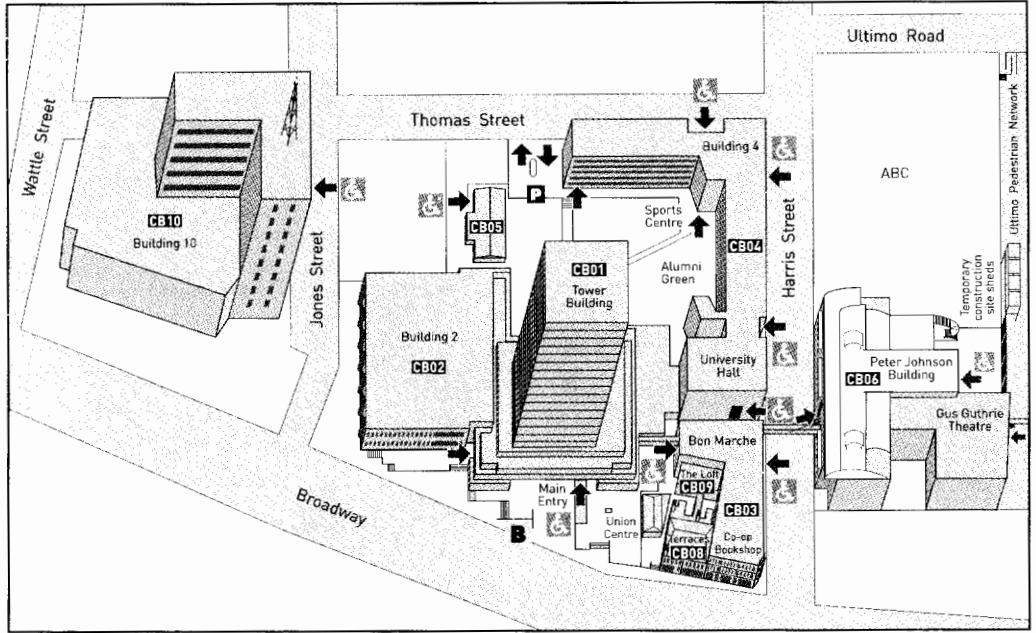 Ultimo Road
Wattle Street
Thomas Street
Building 4
Ultimo Pedestrian Network
ABC
CB10
Building 10
P
Sports
Centre
CB05
CB04
Harris Street
Jones Street
CB01
Tower
Building
Alumni
Green
Temporary
construction
site sheds
Building 2
CB02
University
Hall
Peter Johnson
Building
CB06
Gus Guthrie
Theatre
Bon Marche
The Loft
CB09
Main
Entry
Broadway
B
Union
Centre
CB03
Terraces
CB08
Co-op
Bookshop